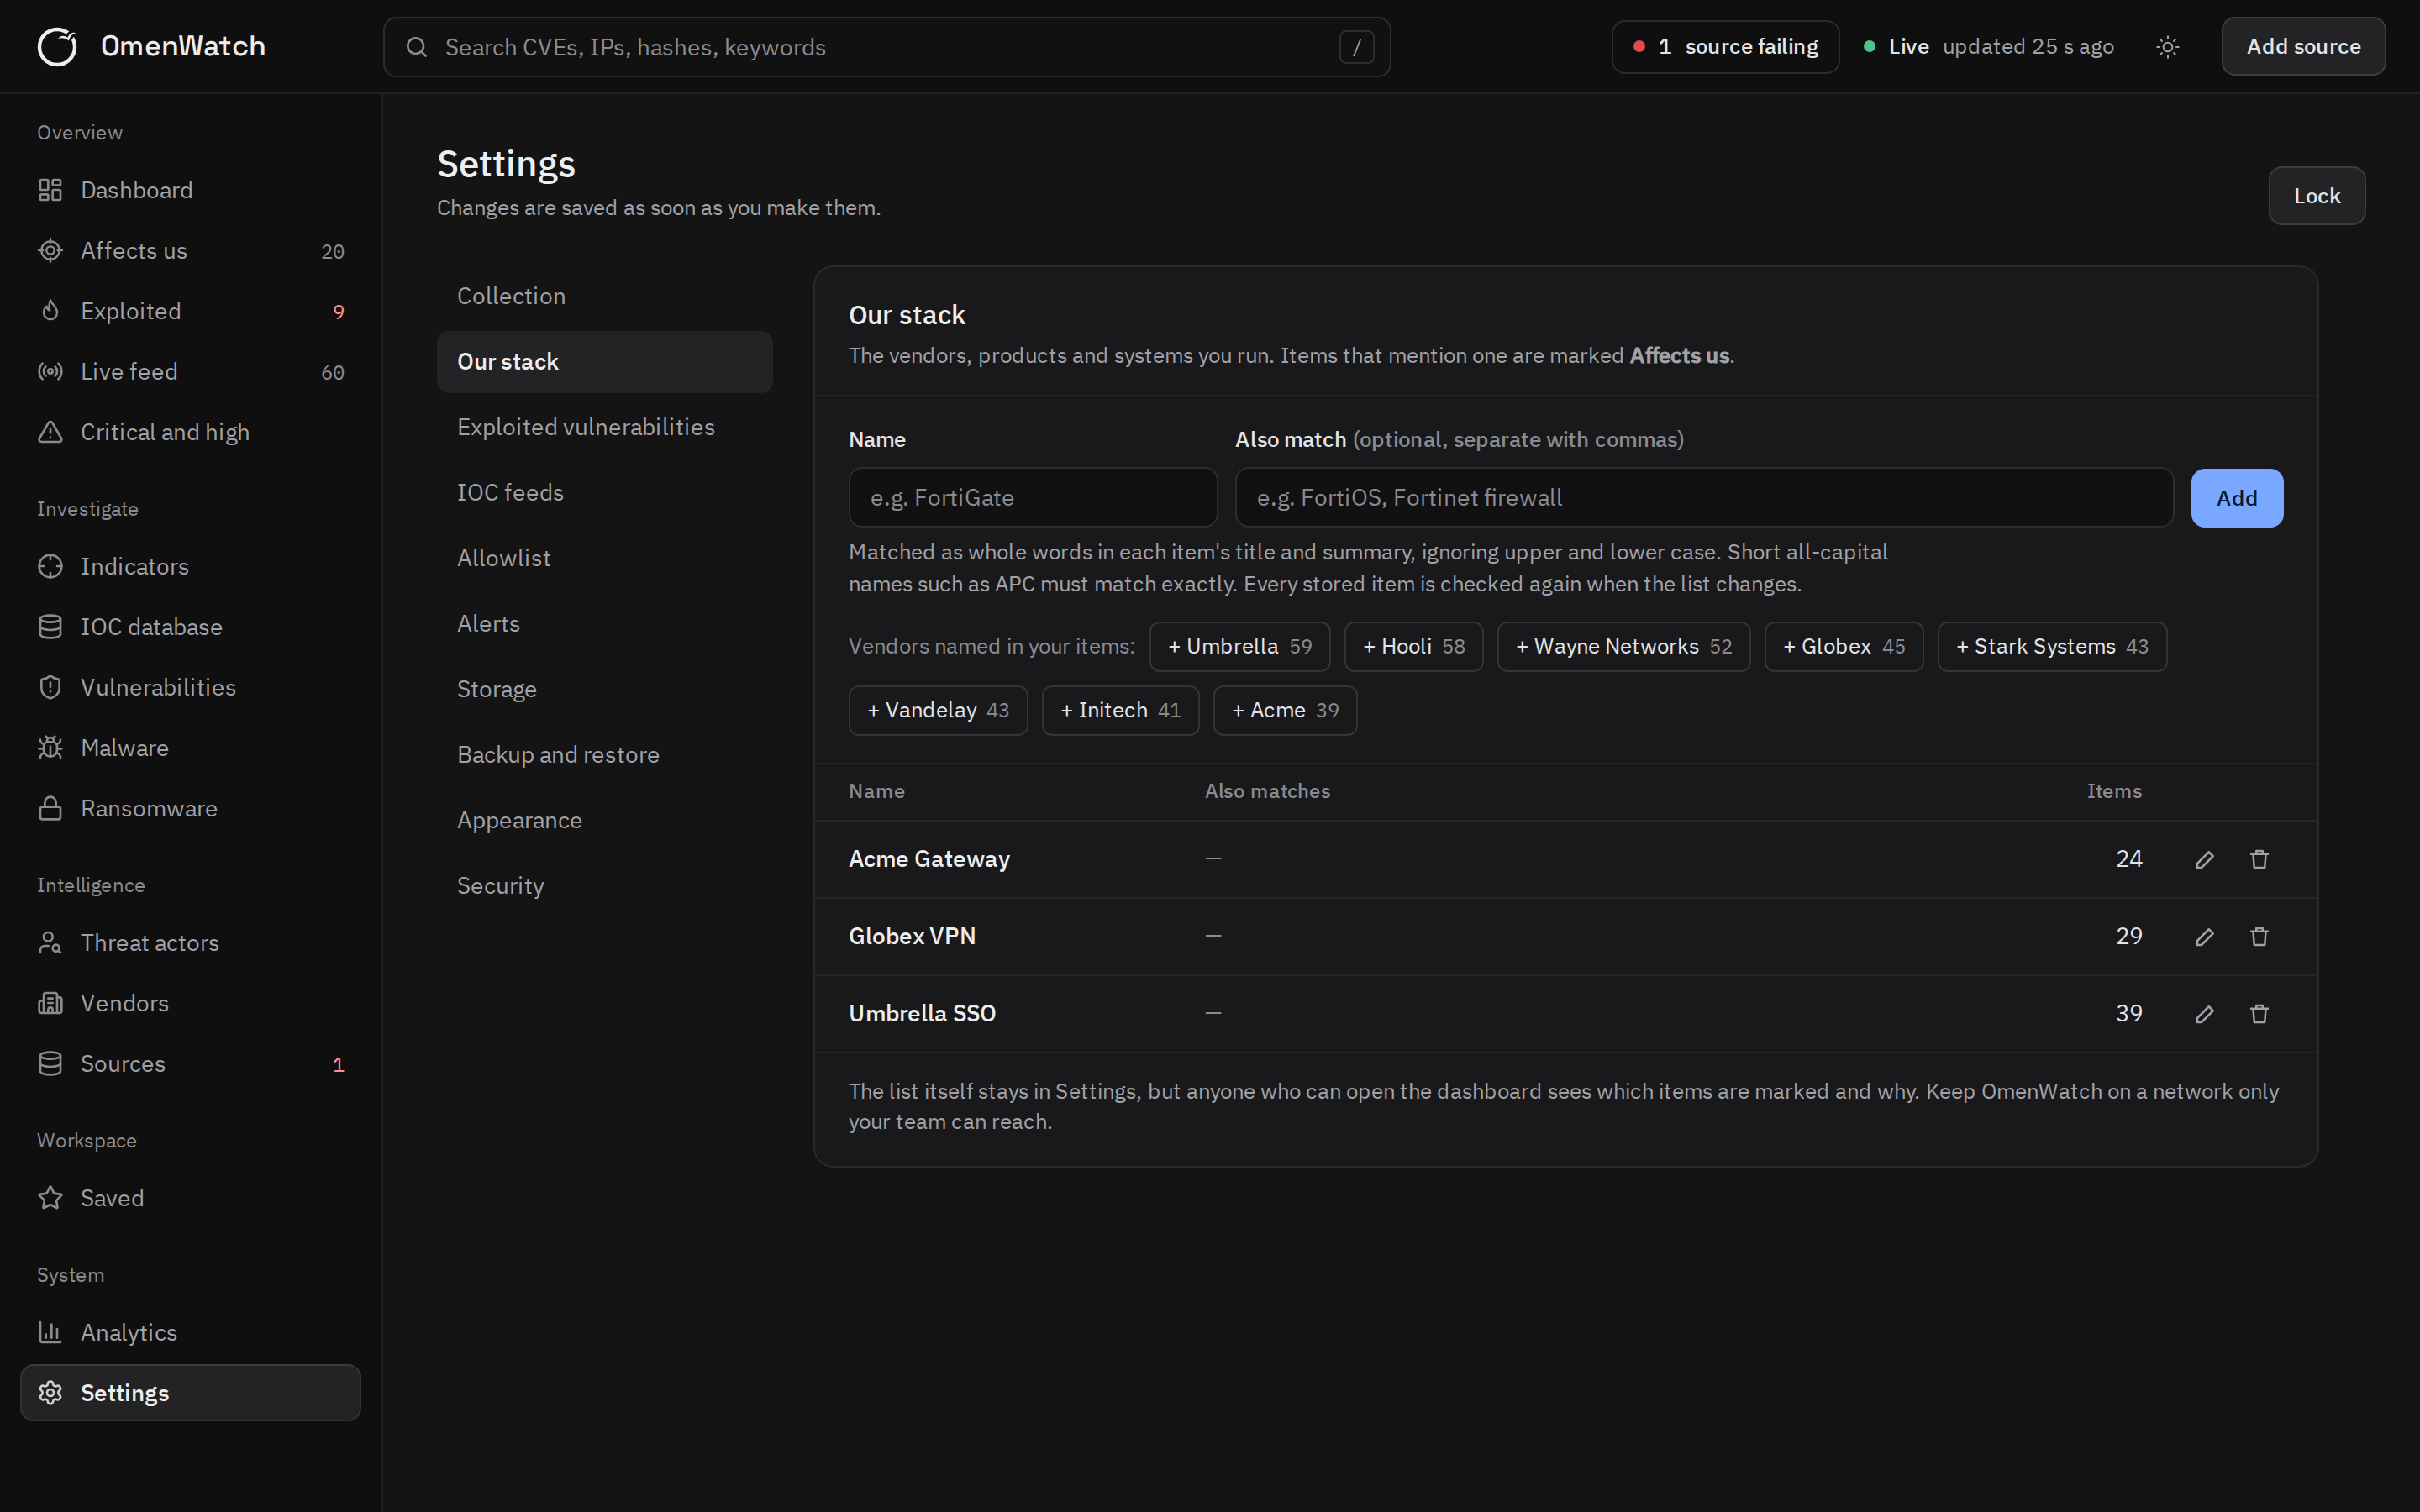 OmenWatch
Search CVEs, IPs, hashes, keywords
/
1 source failing
Live updated 25 s ago
Add source
Overview
Dashboard
Affects us 20
Exploited 9
Live feed 60
Critical and high
Investigate
Indicators
IOC database
Vulnerabilities
Malware
Ransomware
Intelligence
Threat actors
Vendors
Sources 1
Workspace
Saved
System
Analytics
Settings
Settings
Changes are saved as soon as you make them.
Lock
Collection
Our stack
Exploited vulnerabilities
IOC feeds
Allowlist
Alerts
Storage
Backup and restore
Appearance
Security
Our stack
The vendors, products and systems you run. Items that mention one are marked Affects us.
Name
Also match (optional, separate with commas)
e.g. FortiGate
e.g. FortiOS, Fortinet firewall
Add
Matched as whole words in each item's title and summary, ignoring upper and lower case. Short all-capital
names such as APC must match exactly. Every stored item is checked again when the list changes.
Vendors named in your items: + Umbrella 59 + Hooli 58 + Wayne Networks 52 + Globex 45 + Stark Systems 43
+ Vandelay 43 + Initech 41 + Acme 39
Name Also matches Items
Acme Gateway — 24
Globex VPN — 29
Umbrella SSO — 39
The list itself stays in Settings, but anyone who can open the dashboard sees which items are marked and why. Keep OmenWatch on a network only
your team can reach.